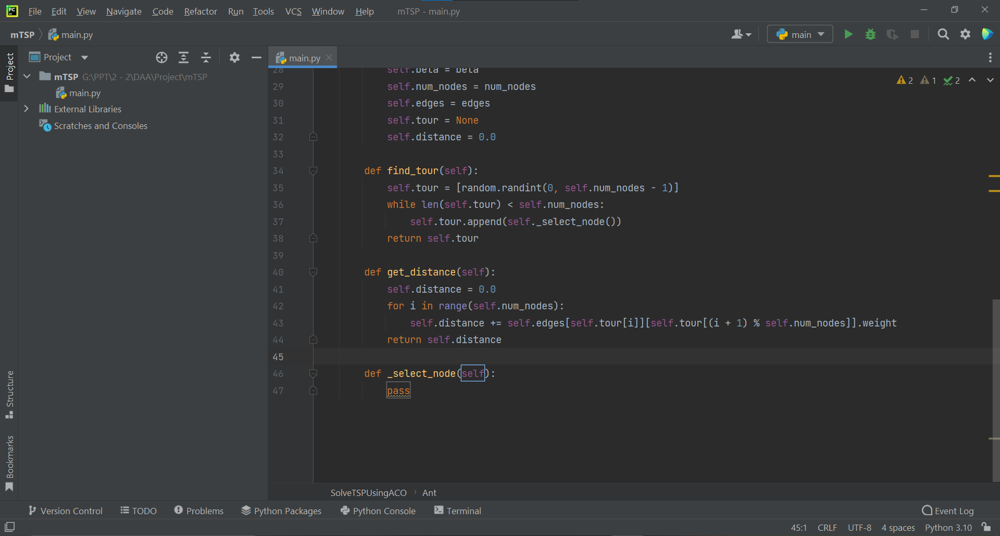 PC File Edit View Navigate Code Refactor Run Tools VCS Window Help mTSP - main.py
mTSP main.py main
Project Project main.py
mTSP G:\PPT\2 - 2\DAA\Project\mTSP
main.py
External Libraries
Scratches and Consoles
2 1 2
28 self.beta = beta
29 self.num_nodes = num_nodes
30 self.edges = edges
31 self.tour = None
32 self.distance = 0.0
33
34 def find_tour(self):
35 self.tour = [random.randint(0, self.num_nodes - 1)]
36 while len(self.tour) < self.num_nodes:
37 self.tour.append(self._select_node())
38 return self.tour
39
40 def get_distance(self):
41 self.distance = 0.0
42 for i in range(self.num_nodes):
43 self.distance += self.edges[self.tour[i]][self.tour[(i + 1) % self.num_nodes]].weight
44 return self.distance
45
46 def _select_node(self):
47 pass
Structure
Bookmarks
SolveTSPUsingACO › Ant
Version Control TODO Problems Python Packages Python Console Terminal Event Log
45:1 CRLF UTF-8 4 spaces Python 3.10